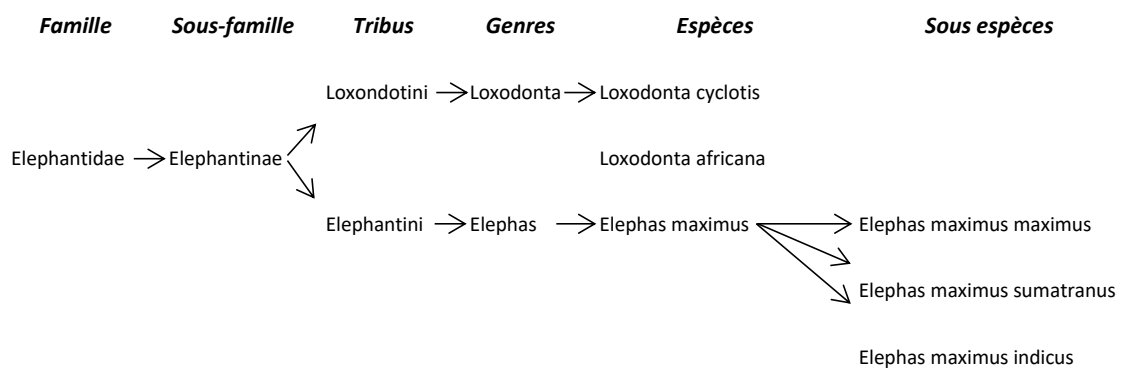 Famille Sous-famille Tribus Genres Espèces Sous espèces
Loxondotini Loxodonta Loxodonta cyclotis
Elephantidae Elephantinae Loxodonta africana
Elephantini Elephas Elephas maximus Elephas maximus maximus
Elephas maximus sumatranus
Elephas maximus indicus